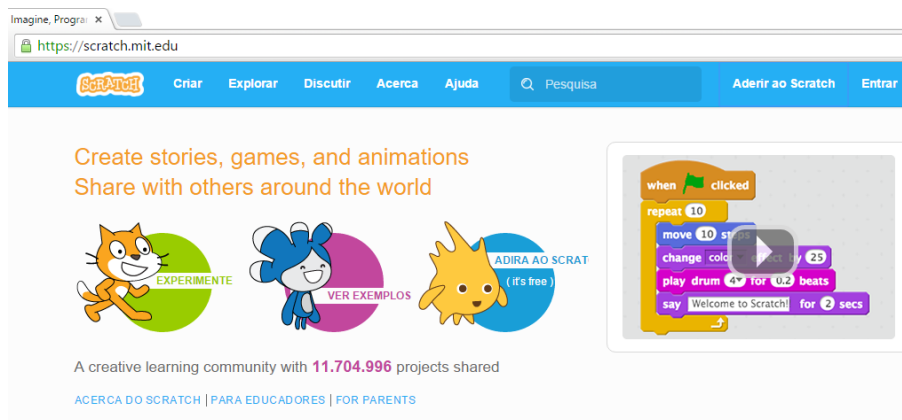 Imagine, Progra
https://scratch.mit.edu
SCRATCH Criar Explorar Discutir Acerca Ajuda Pesquisa Aderir ao Scratch Entrar
Create stories, games, and animations
Share with others around the world
EXPERIMENTE
VER EXEMPLOS
ADIRA AO SCRAT
( it's free )
A creative learning community with 11.704.996 projects shared
ACERCA DO SCRATCH | PARA EDUCADORES | FOR PARENTS
when clicked
repeat 10
move 10 steps
change color effect by 25
play drum 4 for 0.2 beats
say Welcome to Scratch! for 2 secs